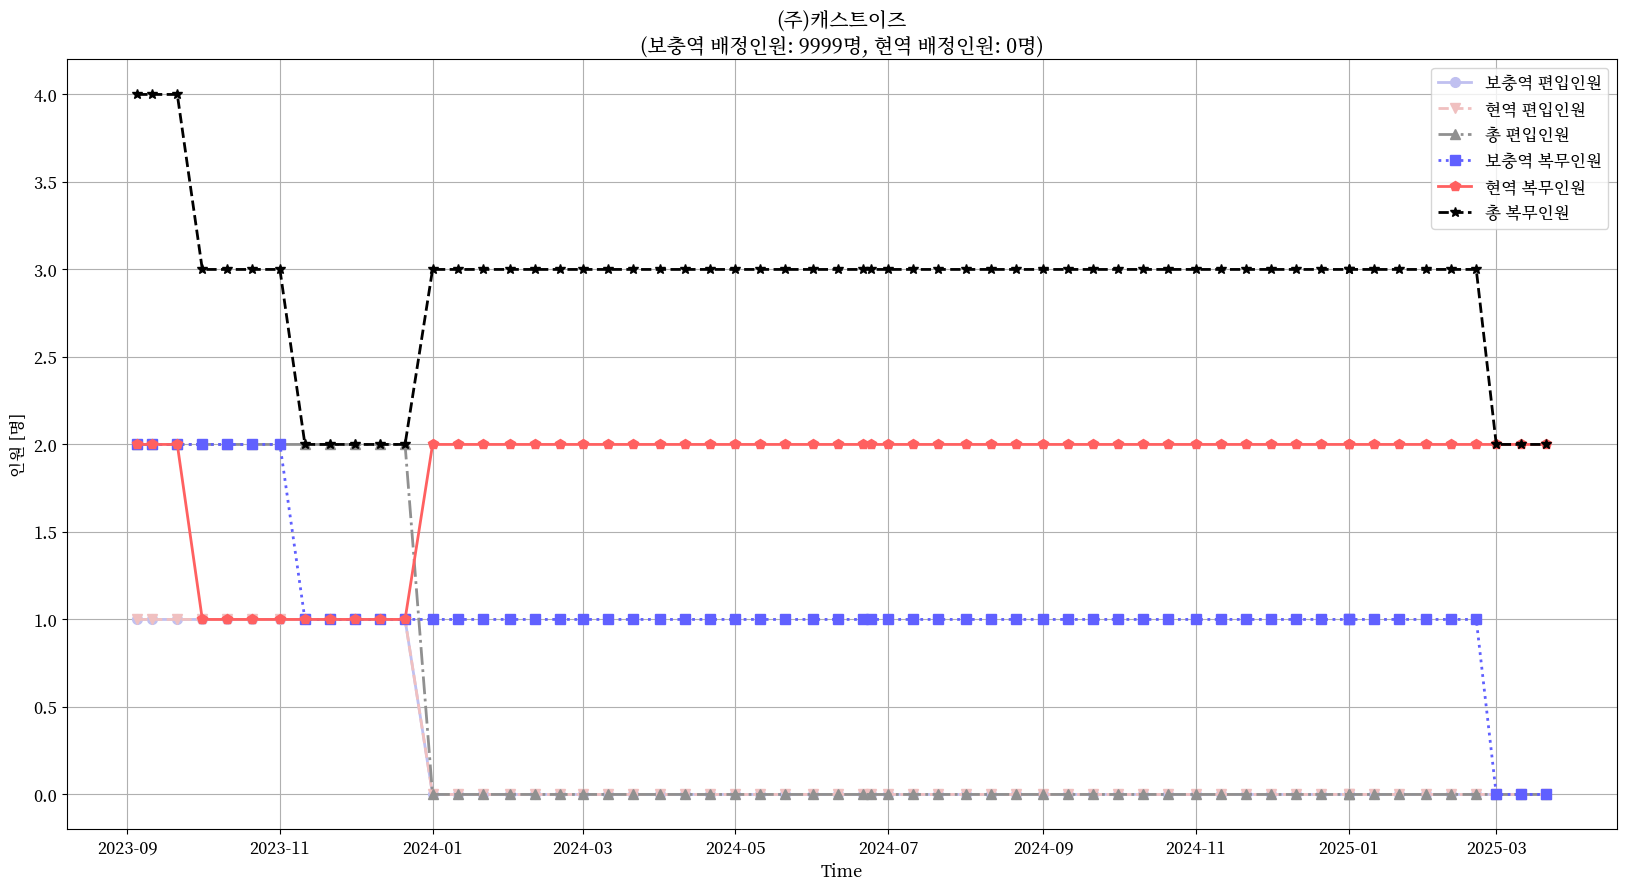 (주)캐스트이즈
(보충역 배정인원: 9999명, 현역 배정인원: 0명)
보충역 편입인원
현역 편입인원
총 편입인원
보충역 복무인원
현역 복무인원
총 복무인원
인원 [명]
4.0
3.5
3.0
2.5
2.0
1.5
1.0
0.5
0.0
2023-09 2023-11 2024-01 2024-03 2024-05 2024-07 2024-09 2024-11 2025-01 2025-03
Time